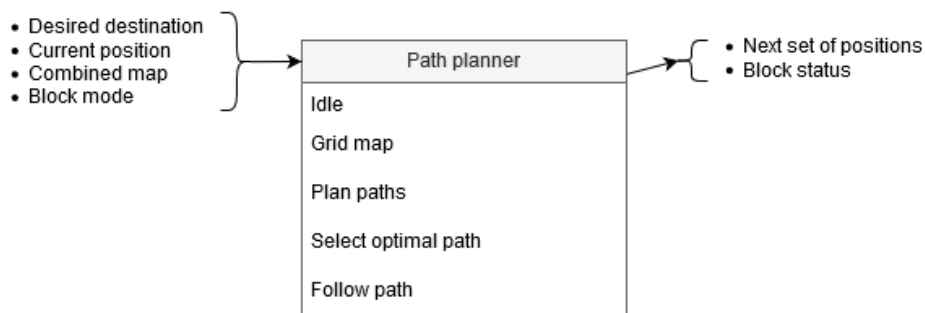 • Desired destination
• Current position
• Combined map
• Block mode
Path planner
Idle
Grid map
Plan paths
Select optimal path
Follow path
• Next set of positions
• Block status